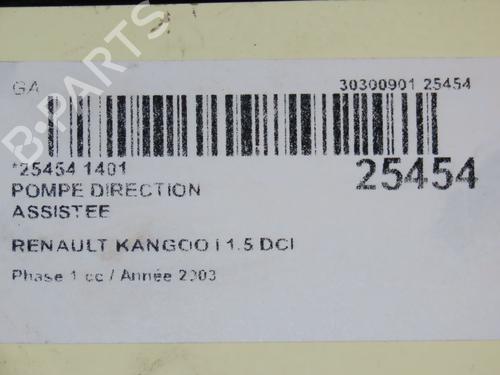 B-PARTS
GA
30300901 25454
*25454 1401
25454
POMPE DIRECTION
ASSISTEE
RENAULT KANGOO I 1.5 DCI
Phase 1 cc / Année 2003